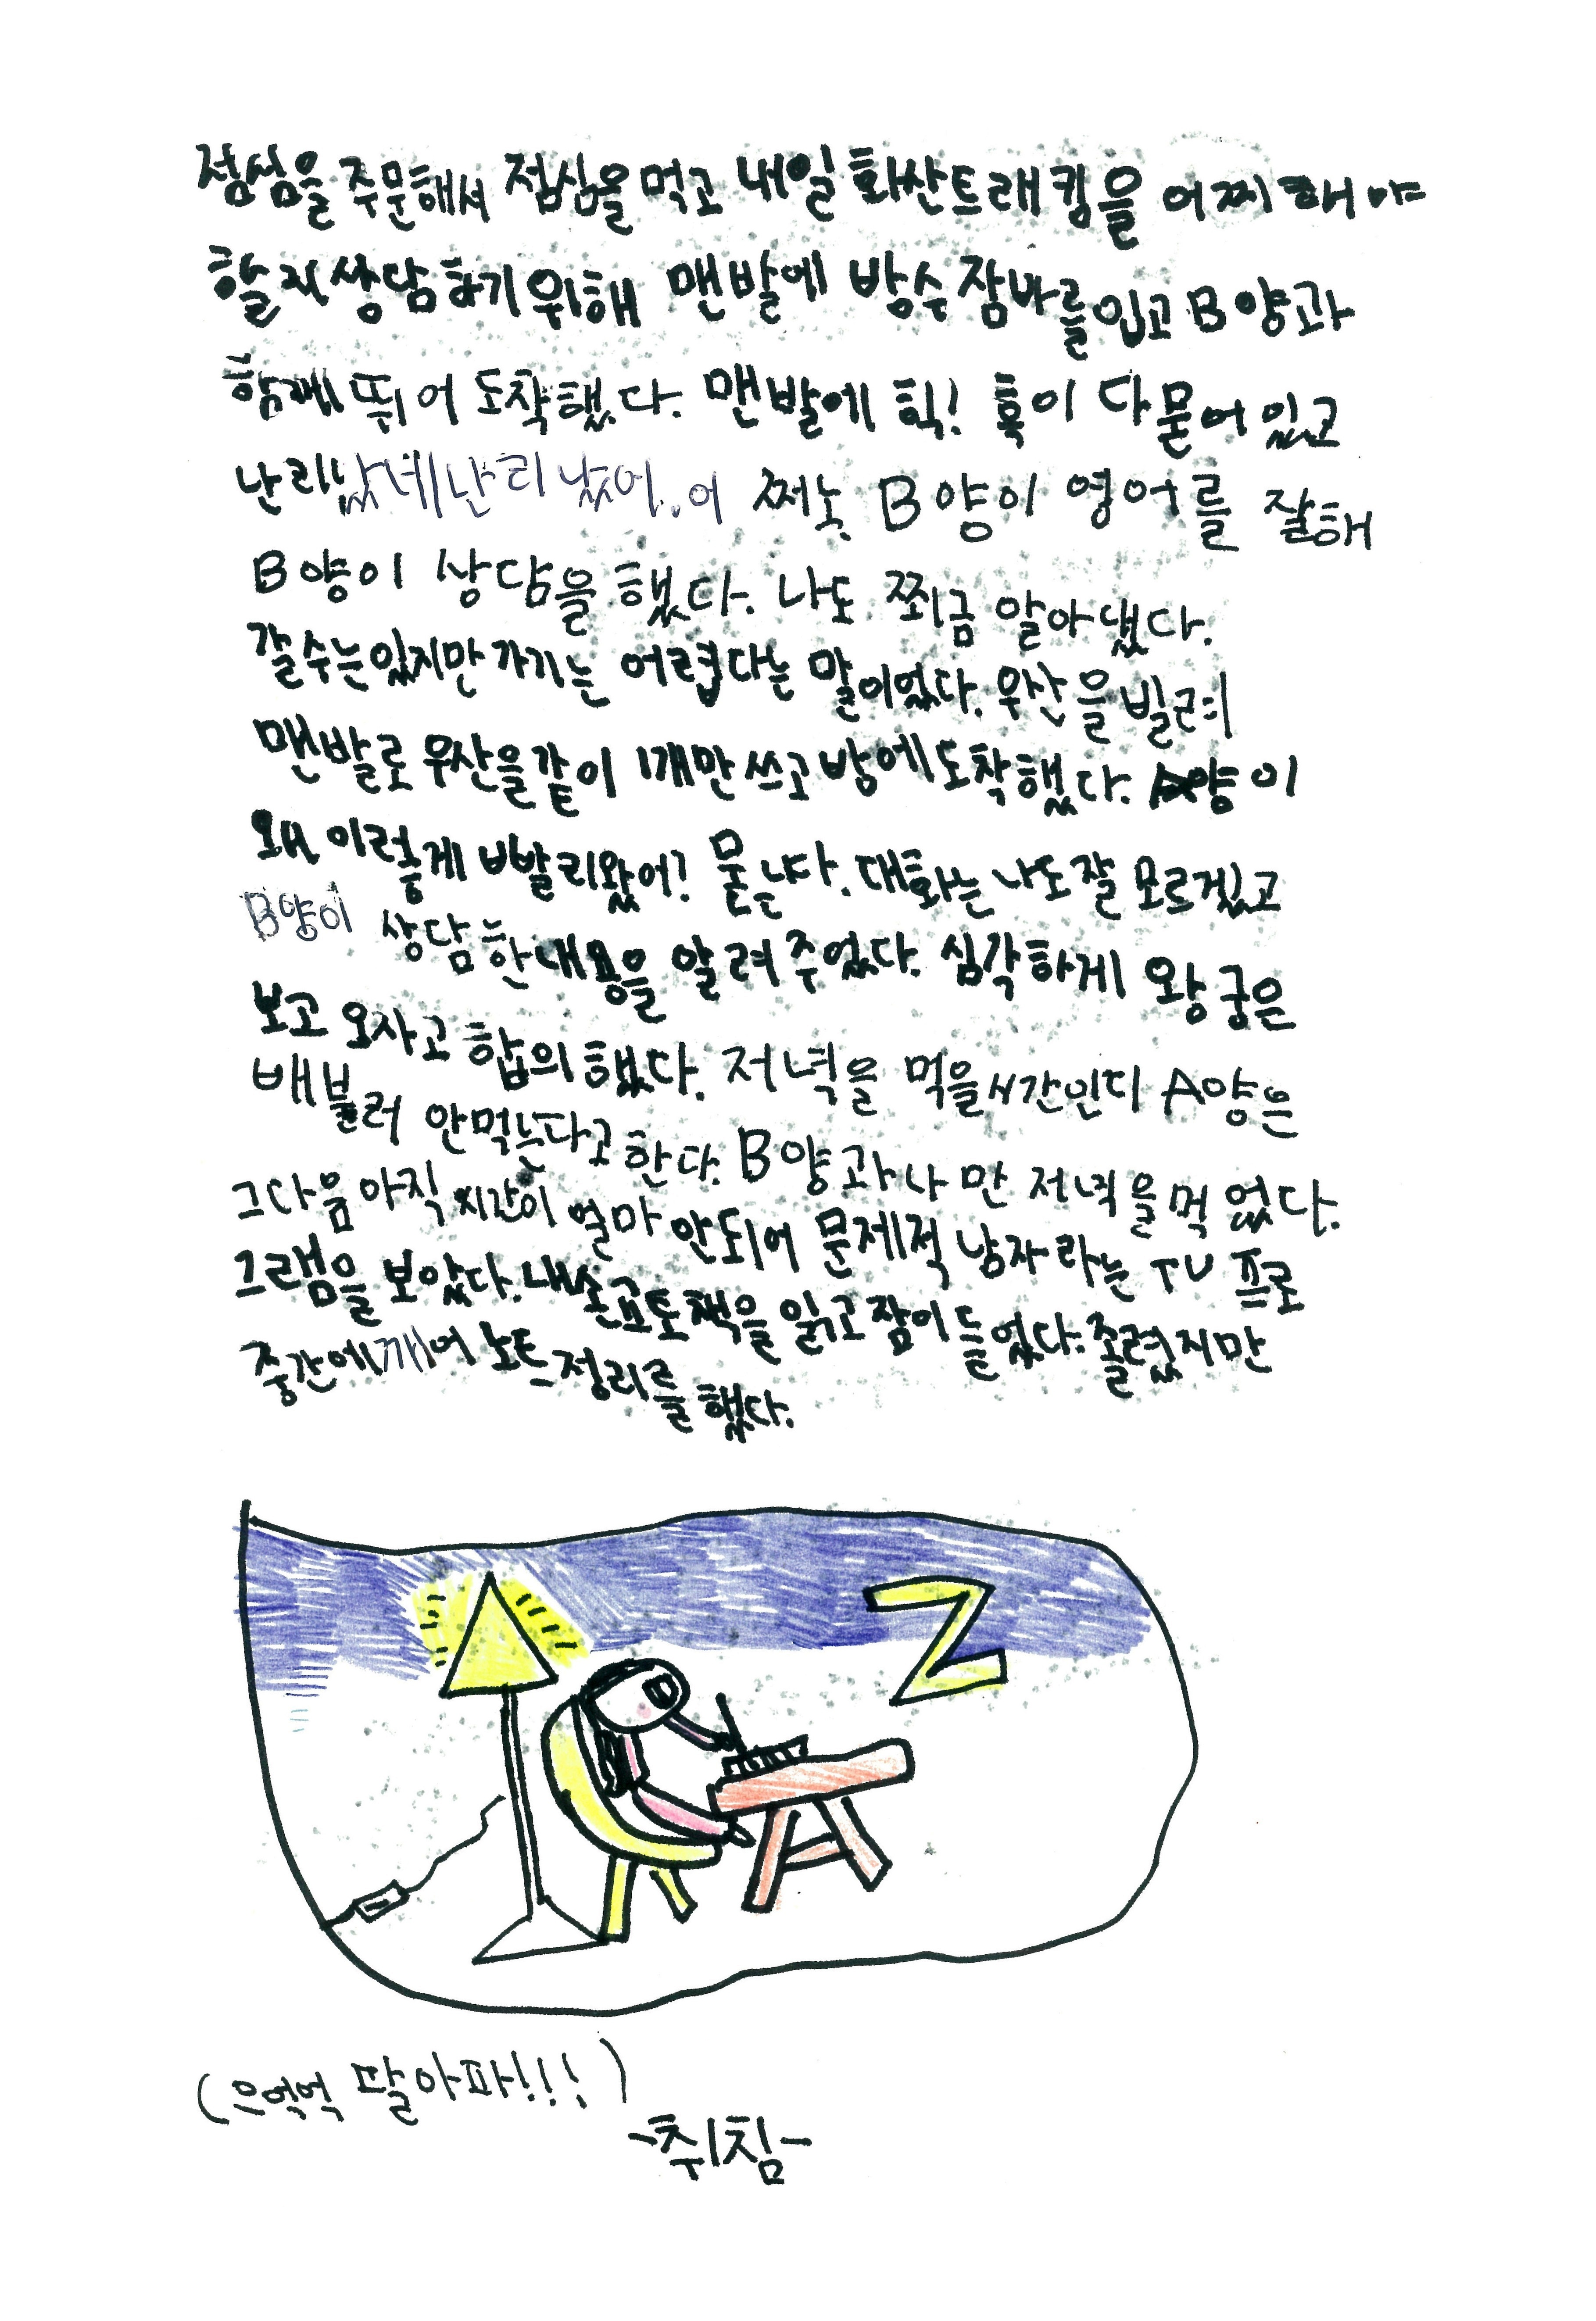 점심을 주문해서 점심을 먹고 내일 화산트래킹을 어찌해야
할지 상담하기위해 맨발에 방수잠바를입고 B양과
함께 뛰어 도착했다. 맨발에 헉! 흙이 다 묻어있고
난리났네난리났어.. 어쩌놋 B양이 영어를 잘해
B양이 상담을 했다. 나도 쬐금 알아냈다.
갈수는있지만 가기는 어렵다는 말이었다. 우산을빌려
맨발로 우산을같이 1개만쓰고방에도착했다. A양이
왜 이렇게 빨리왔어? 묻는다. 대화는 나도잘 모르겠고
B양이 상담한내용을 알려주었다. 심각하게 왕궁은
보고 오자고 합의했다. 저녁을 먹을시간인디 A양은
배불러 안먹는다고한다. B양과 나만 저녁을먹었다.
그다음 아직 시간이 얼마 안되어 문제적 남자라는 TV 프로
그램을 보았다. 내손금토책을 읽고잠이들었다. 졸렸지만
중간에깨어 노트정리를 했다.
Z
(으억억 팔아파!!!)
-취침-